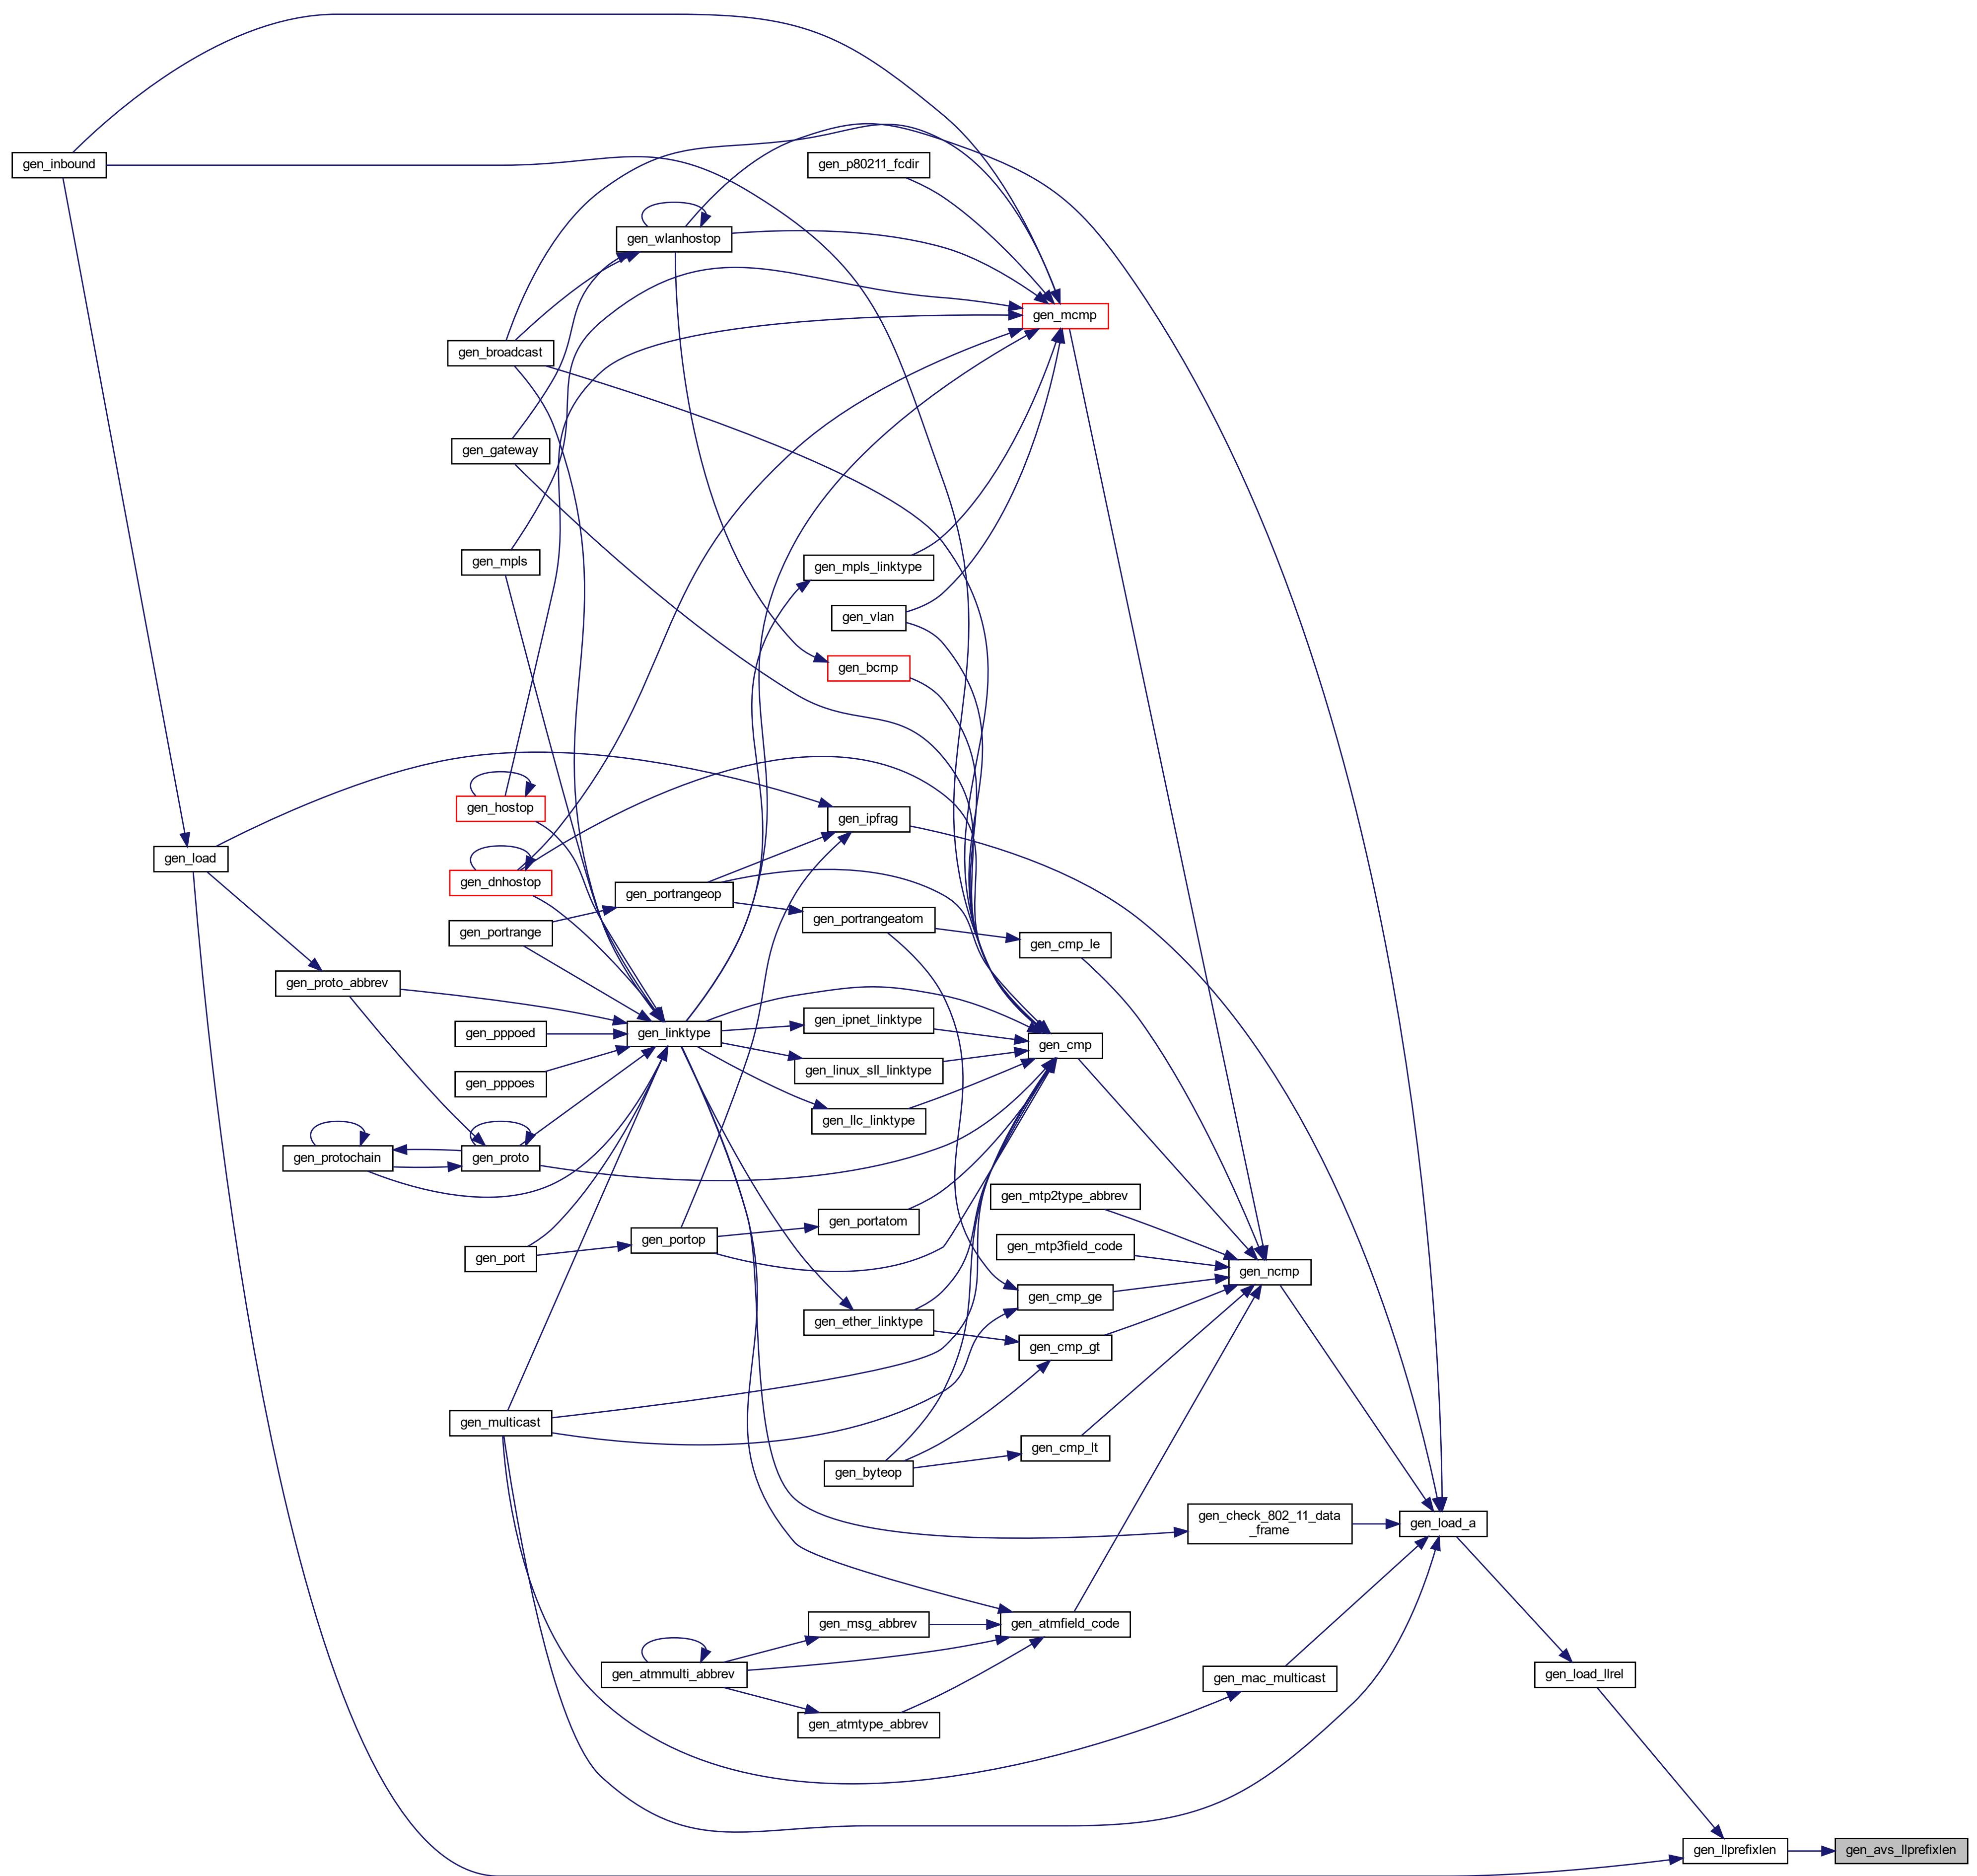 gen_inbound
gen_p80211_fcdir
gen_wlanhostop
gen_mcmp
gen_broadcast
gen_gateway
gen_mpls
gen_mpls_linktype
gen_vlan
gen_bcmp
gen_hostop
gen_ipfrag
gen_load
gen_dnhostop
gen_portrangeop
gen_portrangeatom
gen_portrange
gen_cmp_le
gen_proto_abbrev
gen_pppoed
gen_linktype
gen_ipnet_linktype
gen_cmp
gen_linux_sll_linktype
gen_pppoes
gen_llc_linktype
gen_protochain
gen_proto
gen_mtp2type_abbrev
gen_portatom
gen_portop
gen_mtp3field_code
gen_port
gen_ncmp
gen_cmp_ge
gen_ether_linktype
gen_cmp_gt
gen_multicast
gen_cmp_lt
gen_byteop
gen_check_802_11_data
_frame
gen_load_a
gen_msg_abbrev
gen_atmfield_code
gen_atmmulti_abbrev
gen_mac_multicast
gen_load_llrel
gen_atmtype_abbrev
gen_llprefixlen
gen_avs_llprefixlen